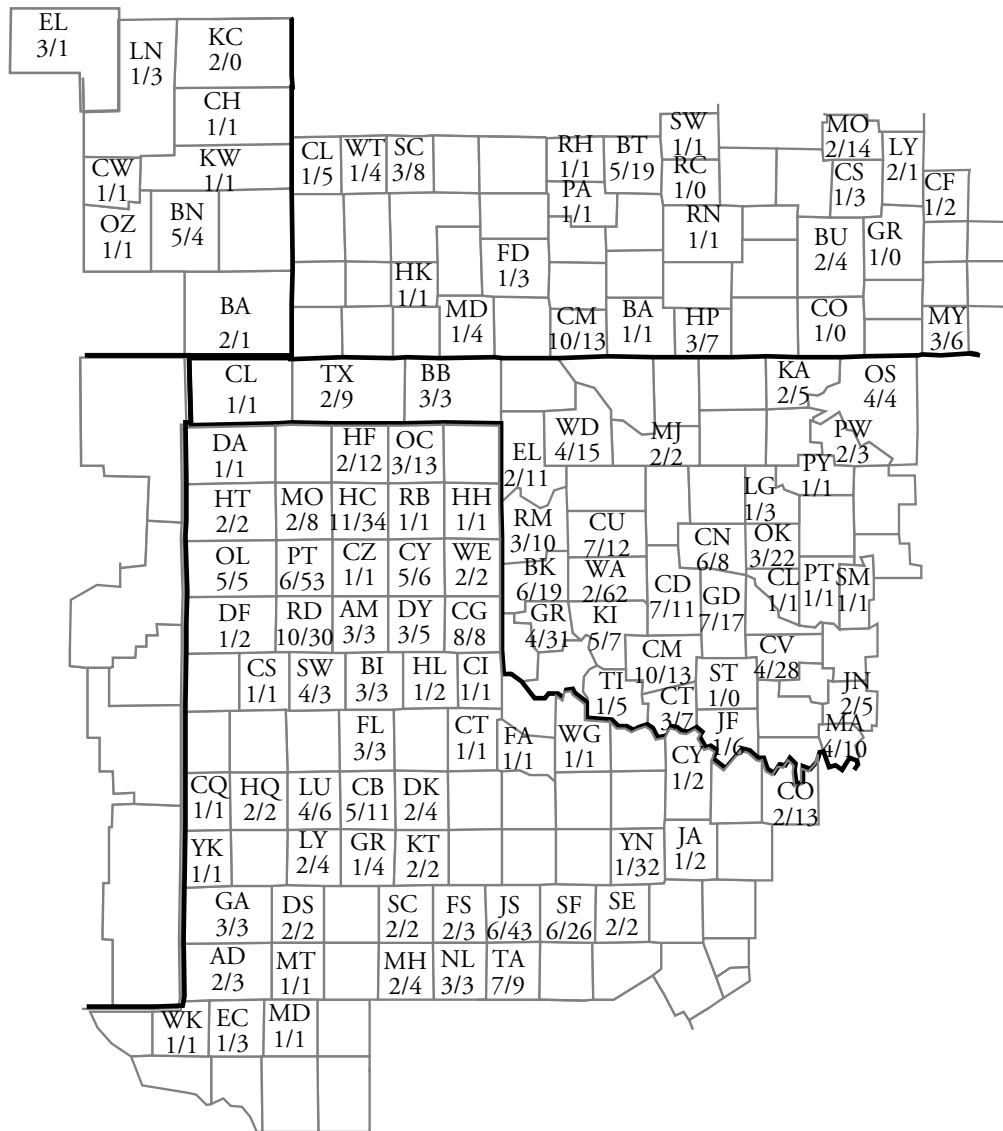 EL
3/1
LN
1/3
KC
2/0
CH
1/1
CW
1/1
KW
1/1
OZ
1/1
BN
5/4
BA
2/1
CL
1/5
WT
1/4
SC
3/8
RH
1/1
BT
5/19
SW
1/1
RC
1/0
PA
1/1
RN
1/1
MO
2/14
LY
2/1
CS
1/3
CF
1/2
BU
2/4
GR
1/0
FD
1/3
HK
1/1
MD
1/4
CM
10/13
BA
1/1
HP
3/7
CO
1/0
MY
3/6
CL
1/1
TX
2/9
BB
3/3
KA
2/5
OS
4/4
WD
4/15
MJ
2/2
PW
2/3
EL
2/11
PY
1/1
LG
1/3
DA
1/1
HF
2/12
OC
3/13
HT
2/2
MO
2/8
HC
11/34
RB
1/1
HH
1/1
RM
3/10
CU
7/12
CN
6/8
OK
3/22
OL
5/5
PT
6/53
CZ
1/1
CY
5/6
WE
2/2
BK
6/19
WA
2/62
CD
7/11
GD
7/17
CL
1/1
PT
1/1
SM
1/1
DF
1/2
RD
10/30
AM
3/3
DY
3/5
CG
8/8
GR
4/31
KI
5/7
CM
10/13
CV
4/28
CS
1/1
SW
4/3
BI
3/3
HL
1/2
CI
1/1
TI
1/5
CT
3/7
ST
1/0
JN
2/5
FL
3/3
CT
1/1
FA
1/1
WG
1/1
JF
1/6
MA
4/10
CY
1/2
CQ
1/1
HQ
2/2
LU
4/6
CB
5/11
DK
2/4
CO
2/13
YK
1/1
LY
2/4
GR
1/4
KT
2/2
YN
1/32
JA
1/2
GA
3/3
DS
2/2
SC
2/2
FS
2/3
JS
6/43
SF
6/26
SE
2/2
AD
2/3
MT
1/1
MH
2/4
NL
3/3
TA
7/9
WK
1/1
EC
1/3
MD
1/1